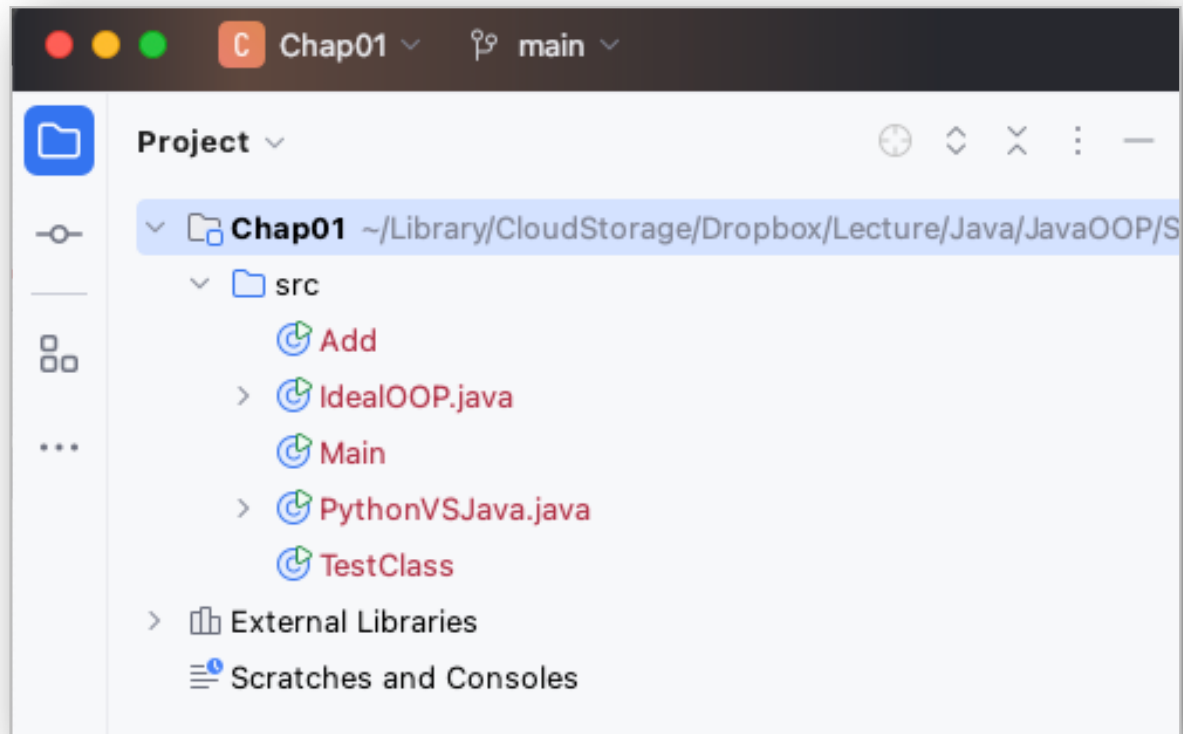 C Chap01 main
Project
Chap01 ~/Library/CloudStorage/Dropbox/Lecture/Java/JavaOOP/S
src
Add
IdealOOP.java
Main
PythonVSJava.java
TestClass
External Libraries
Scratches and Consoles